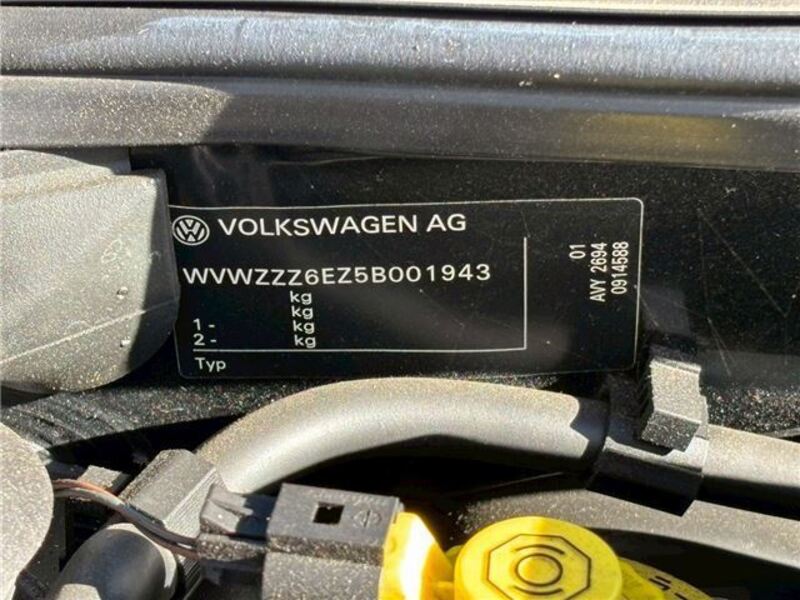 VOLKSWAGEN AG
WVWZZZ6EZ5B001943
kg
kg
1 - kg
2 - kg
Typ
01
AVY 2694
0914588